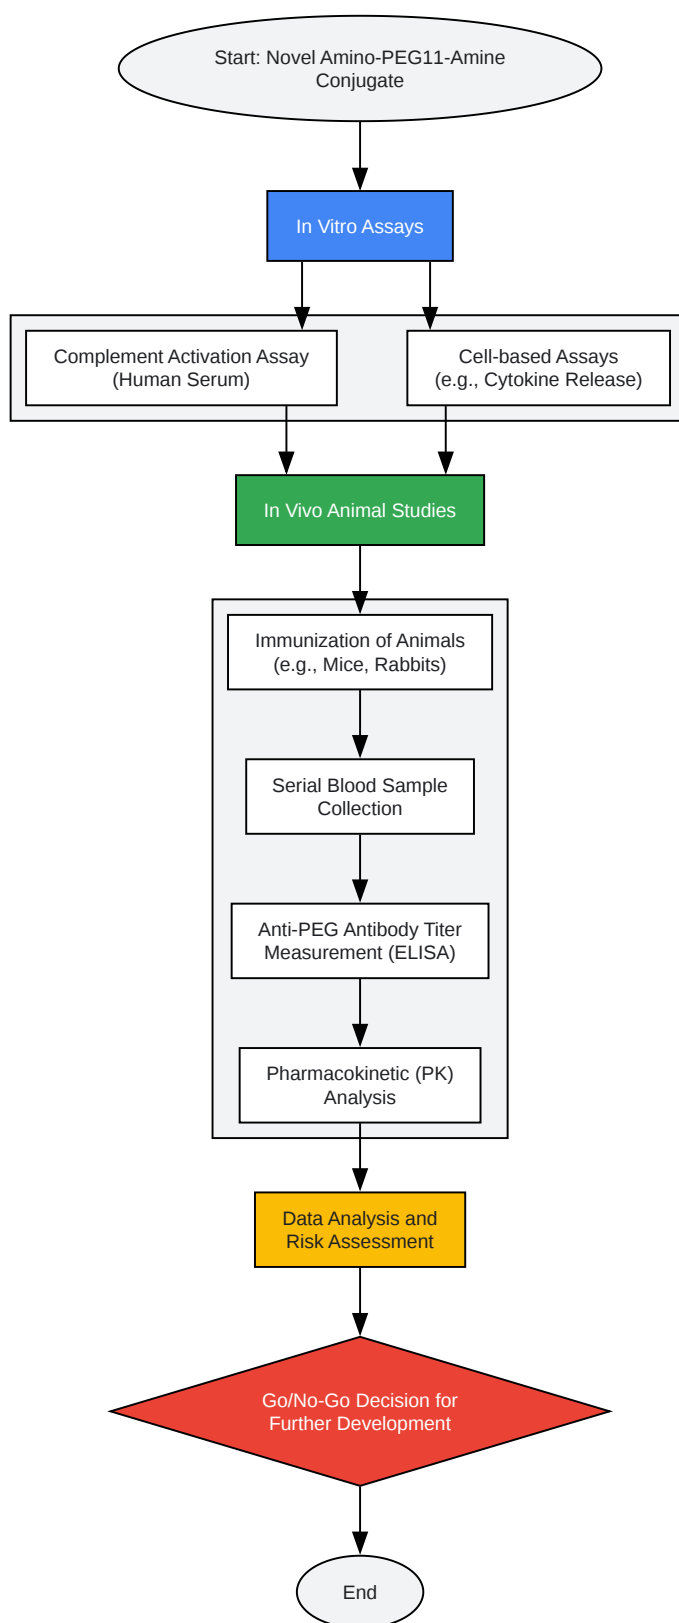 Start: Novel Amino-PEG11-Amine
Conjugate
In Vitro Assays
Complement Activation Assay
(Human Serum)
Cell-based Assays
(e.g., Cytokine Release)
In Vivo Animal Studies
Immunization of Animals
(e.g., Mice, Rabbits)
Serial Blood Sample
Collection
Anti-PEG Antibody Titer
Measurement (ELISA)
Pharmacokinetic (PK)
Analysis
Data Analysis and
Risk Assessment
Go/No-Go Decision for
Further Development
End